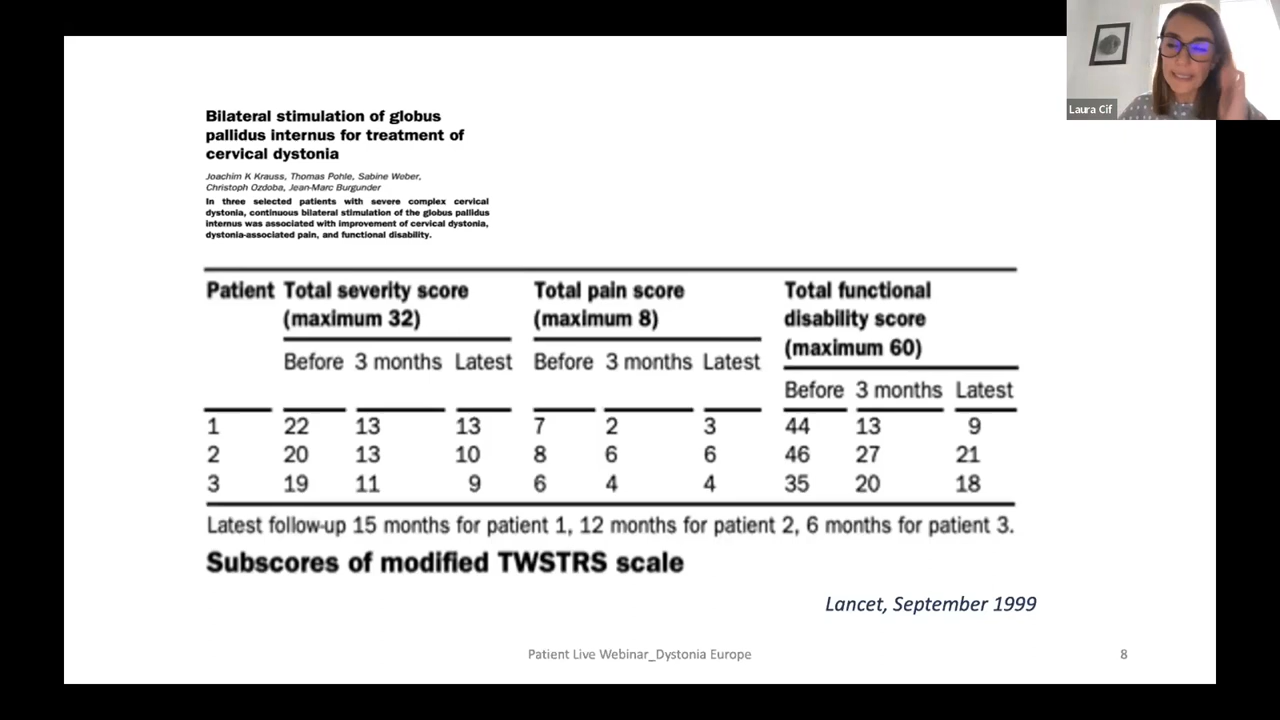 Laura Cif
Bilateral stimulation of globus
pallidus internus for treatment of
cervical dystonia
Joachim K Krauss, Thomas Pohle, Sabine Weber,
Christoph Ozdoba, Jean-Marc Burgunder
In three selected patients with severe complex cervical
dystonia, continuous bilateral stimulation of the globus pallidus
internus was associated with improvement of cervical dystonia,
dystonia-associated pain, and functional disability.
Patient Total severity score Total pain score Total functional
(maximum 32) (maximum 8) disability score
(maximum 60)
Before 3 months Latest Before 3 months Latest
Before 3 months Latest
1 22 13 13 7 2 3 44 13 9
2 20 13 10 8 6 6 46 27 21
3 19 11 9 6 4 4 35 20 18
Latest follow-up 15 months for patient 1, 12 months for patient 2, 6 months for patient 3.
Subscores of modified TWSTRS scale
Lancet, September 1999
Patient Live Webinar_Dystonia Europe 8